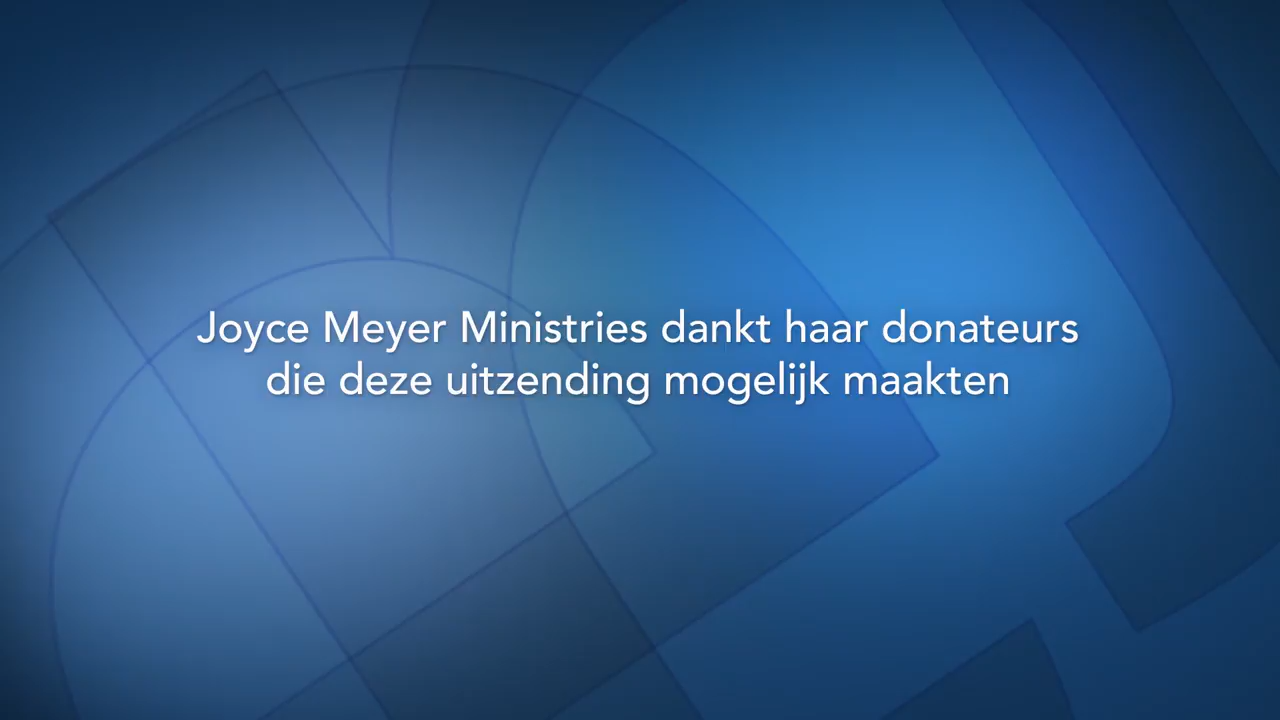 Joyce Meyer Ministries dankt haar donateurs
die deze uitzending mogelijk maakten